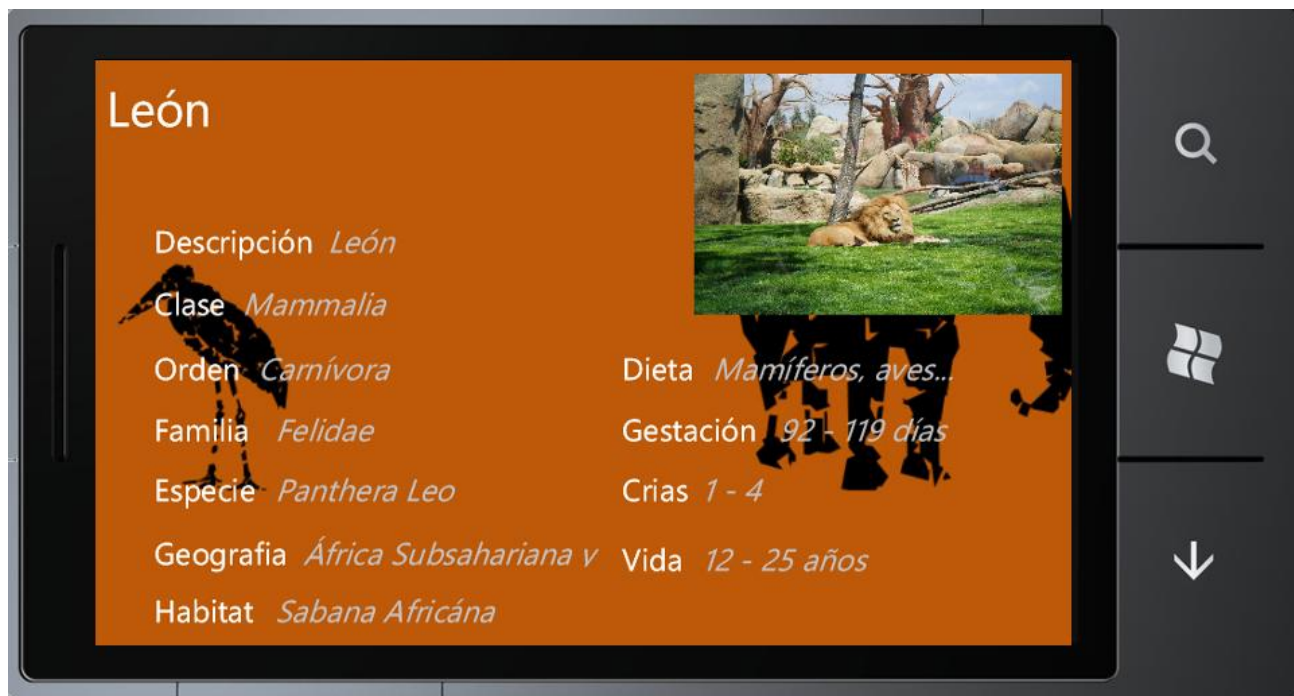 León
Descripción León
Clase Mammalia
Orden Carnívora
Familia Felidae
Especie Panthera Leo
Geografia África Subsahariana y
Habitat Sabana Africána
Dieta Mamíferos, aves...
Gestación 92 - 119 días
Crias 1 - 4
Vida 12 - 25 años